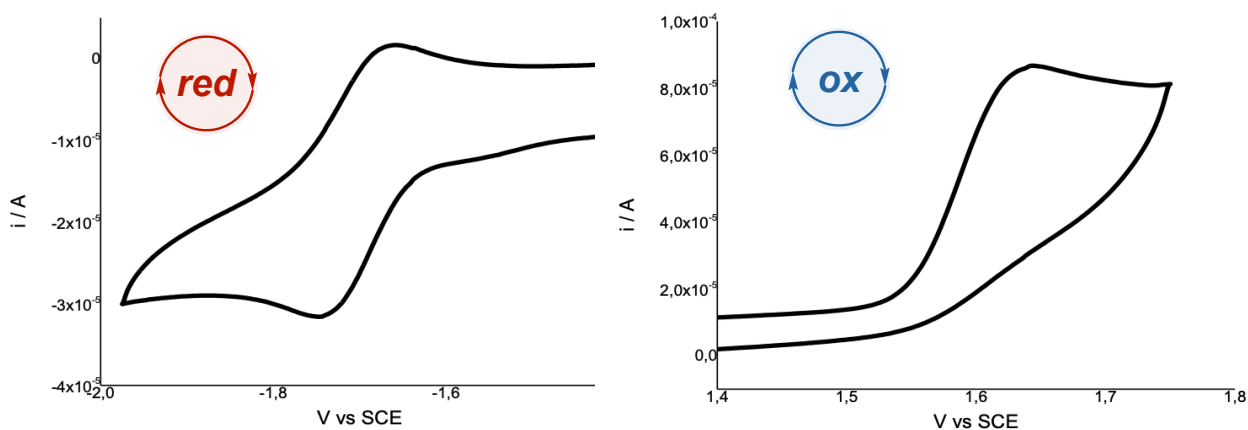 0
-1x10-5
-2x10-5
-3x10-5
-4x10-5
-2,0
-1,8
-1,6
i / A
V vs SCE
red
1,0x10-4
8,0x10-5
6,0x10-5
4,0x10-5
2,0x10-5
0,0
1,4
1,5
1,6
1,7
1,8
i / A
V vs SCE
ox